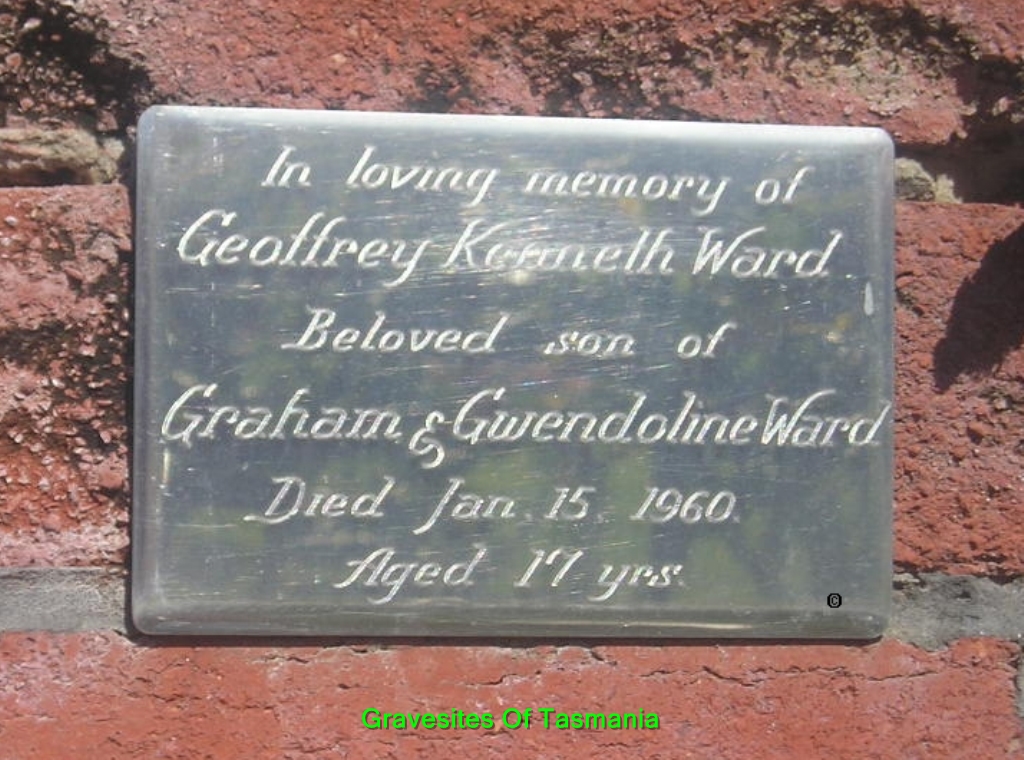 In loving memory of
Geoffrey Kenneth Ward
Beloved son of
Graham & Gwendoline Ward
Died Jan. 15. 1960.
Aged 17 yrs.
©
Gravesites Of Tasmania